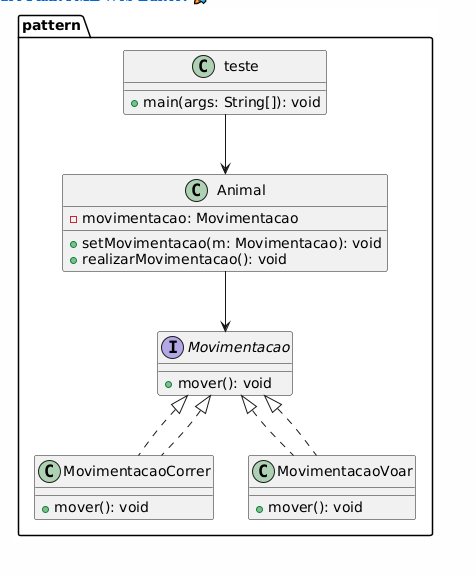 pattern
C teste
main(args: String[]): void
C Animal
movimentacao: Movimentacao
setMovimentacao(m: Movimentacao): void
realizarMovimentacao(): void
I Movimentacao
mover(): void
C MovimentacaoCorrer
mover(): void
C MovimentacaoVoar
mover(): void